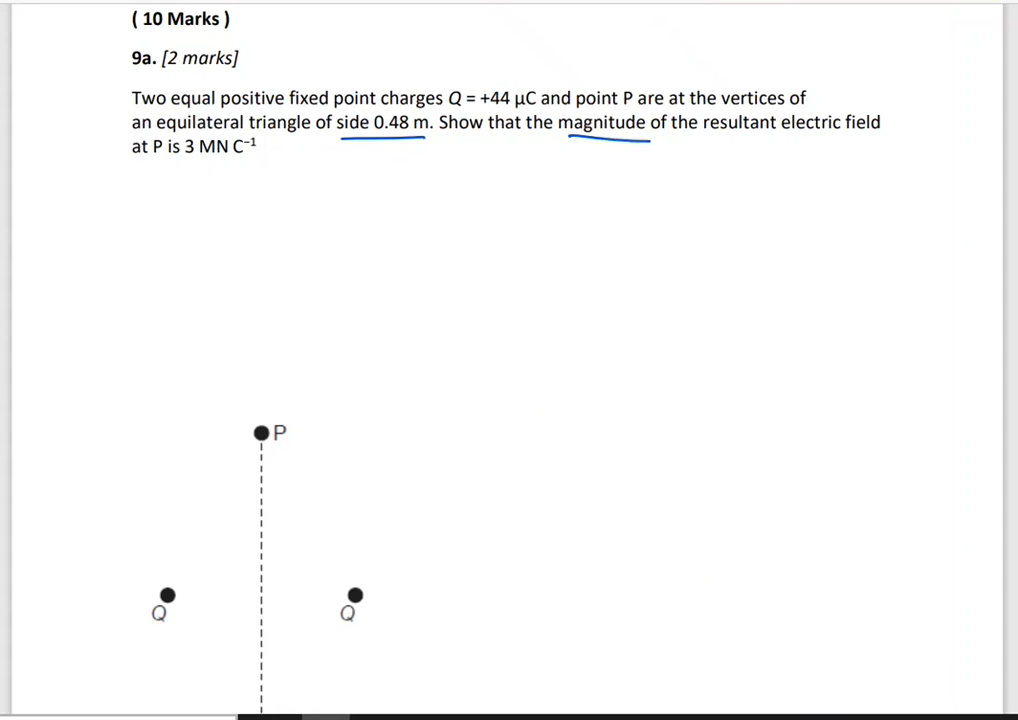 ( 10 Marks )
9a. [2 marks]
Two equal positive fixed point charges Q = +44 μC and point P are at the vertices of
an equilateral triangle of side 0.48 m. Show that the magnitude of the resultant electric field
at P is 3 MN C⁻¹
P
Q
Q